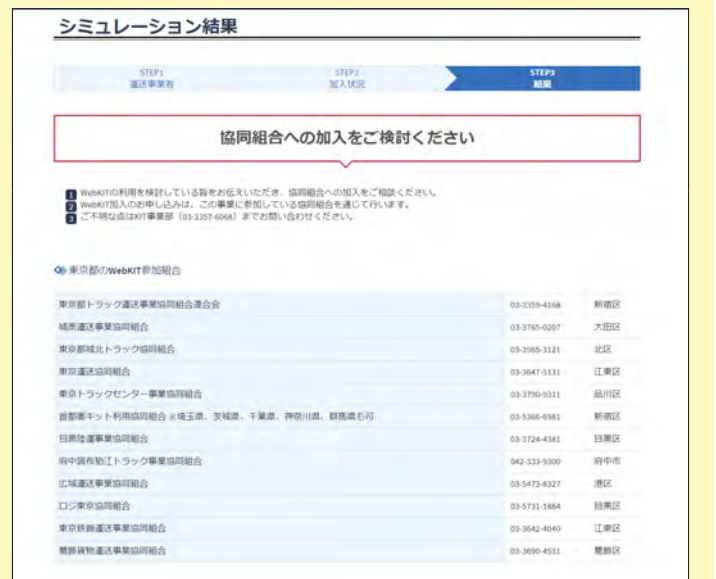 シミュレーション結果
STEP1
運送事業者
STEP2
加入状況
STEP3
結果
協同組合への加入をご検討ください
1 WebKITの利用を検討している旨をお伝えいただき、協同組合への加入をご相談ください。
2 WebKIT加入のお申し込みは、この事業に参加している協同組合を通じて行います。
3 ご不明な点はKIT事業部（03-3357-6068）までお問い合わせください。
東京都のWebKIT参加組合
東京都トラック運送事業協同組合連合会 03-3359-4168 新宿区
城南運送事業協同組合 03-3765-0207 大田区
東京都城北トラック協同組合 03-3985-3121 北区
東京運送協同組合 03-3647-5131 江東区
東京トラックセンター事業協同組合 03-3790-9311 品川区
首都圏キット利用協同組合 ※埼玉県、茨城県、千葉県、神奈川県、群馬県も可 03-5366-6981 新宿区
目黒陸運事業協同組合 03-3724-4381 目黒区
府中調布狛江トラック事業協同組合 042-333-9300 府中市
広域運送事業協同組合 03-5473-8327 港区
ロジ東京協同組合 03-5731-1884 目黒区
東京鉄鋼運送事業協同組合 03-3642-4040 江東区
葛飾貨物運送事業協同組合 03-3690-4551 葛飾区